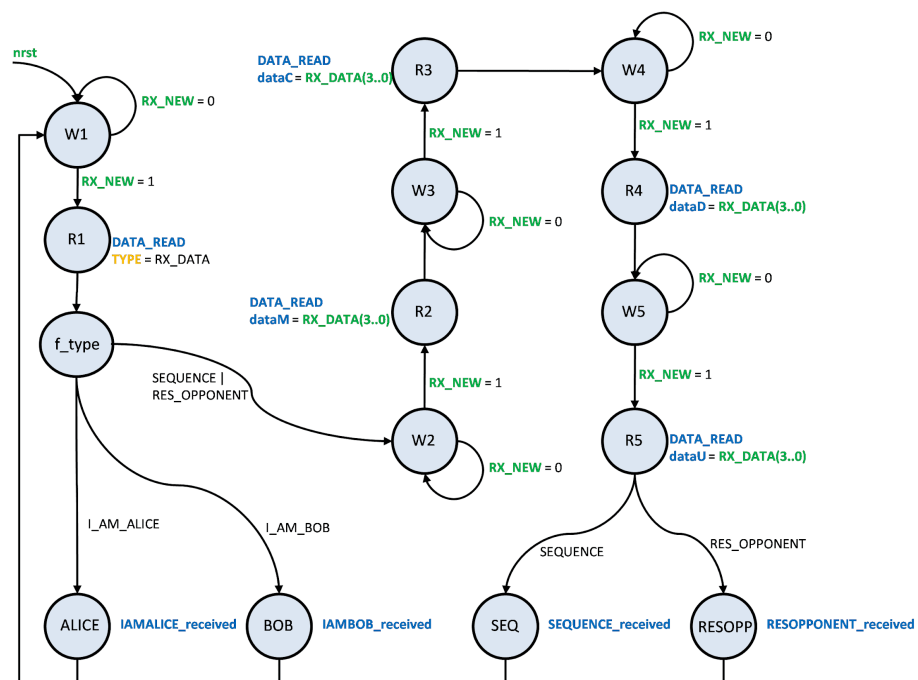 nrst
RX_NEW = 0
W1
RX_NEW = 1
R1
DATA_READ
TYPE = RX_DATA
f_type
SEQUENCE |
RES_OPPONENT
I_AM_ALICE
I_AM_BOB
ALICE
IAMALICE_received
BOB
IAMBOB_received
DATA_READ
dataC = RX_DATA(3..0)
R3
RX_NEW = 1
W3
RX_NEW = 0
DATA_READ
dataM = RX_DATA(3..0)
R2
RX_NEW = 1
W2
RX_NEW = 0
W4
RX_NEW = 0
RX_NEW = 1
R4
DATA_READ
dataD = RX_DATA(3..0)
W5
RX_NEW = 0
RX_NEW = 1
R5
DATA_READ
dataU = RX_DATA(3..0)
SEQUENCE
RES_OPPONENT
SEQ
SEQUENCE_received
RESOPP
RESOPPONENT_received